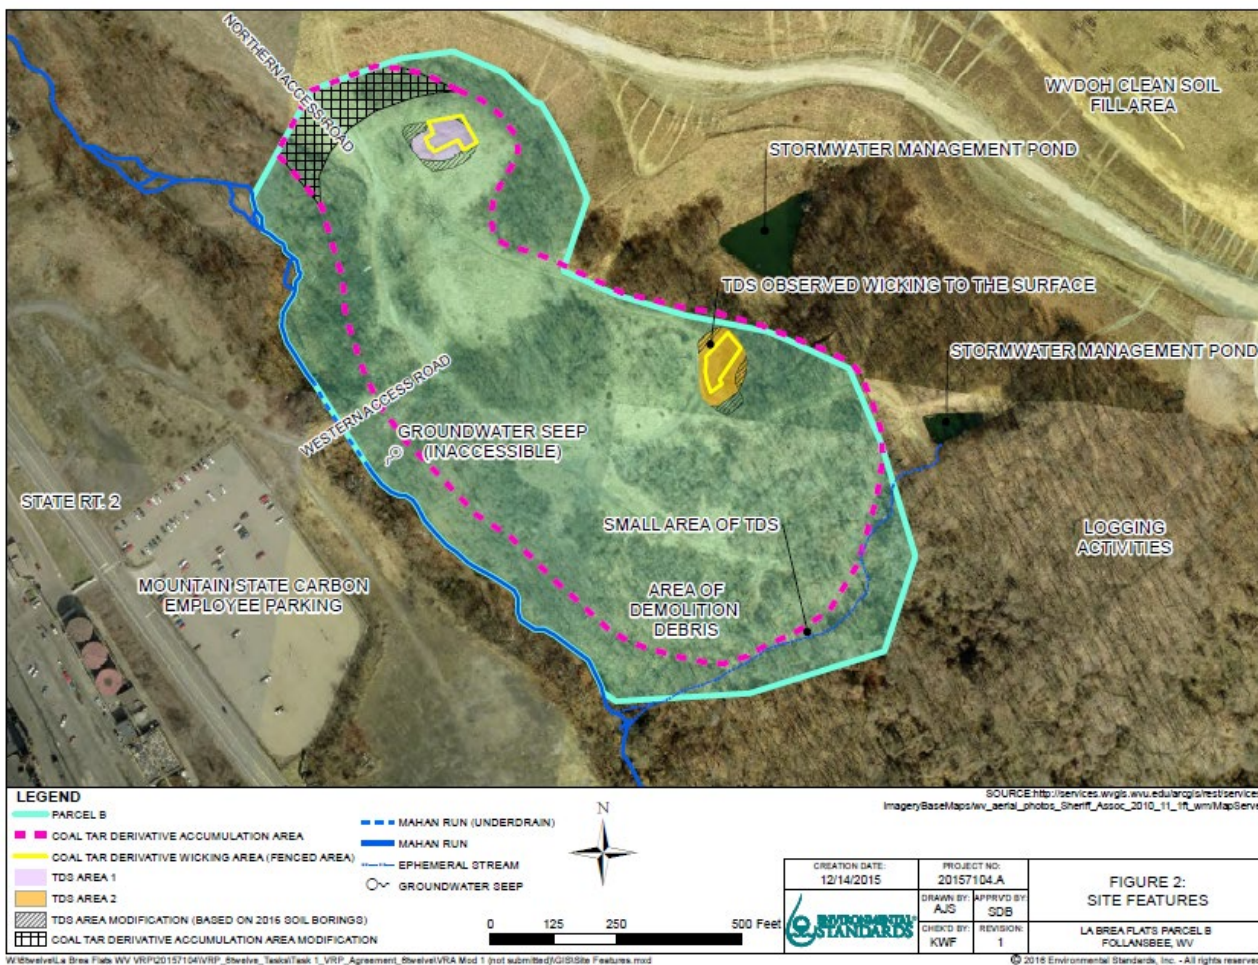 NORTHERN ACCESS ROAD
WVDOH CLEAN SOIL
FILL AREA
STORMWATER MANAGEMENT POND
TDS OBSERVED WICKING TO THE SURFACE
STORMWATER MANAGEMENT POND
WESTERN ACCESS ROAD
GROUNDWATER SEEP
(INACCESSIBLE)
STATE RT. 2
SMALL AREA OF TDS
LOGGING
ACTIVITIES
MOUNTAIN STATE CARBON
EMPLOYEE PARKING
AREA OF
DEMOLITION
DEBRIS
LEGEND
PARCEL B
COAL TAR DERIVATIVE ACCUMULATION AREA
COAL TAR DERIVATIVE WICKING AREA (FENCED AREA)
TDS AREA 1
TDS AREA 2
TDS AREA MODIFICATION (BASED ON 2016 SOIL BORINGS)
COAL TAR DERIVATIVE ACCUMULATION AREA MODIFICATION
MAHAN RUN (UNDERDRAIN)
MAHAN RUN
EPHEMERAL STREAM
GROUNDWATER SEEP
N
0 125 250 500 Feet
SOURCE:http://services.wvgis.wvu.edu/arcgis/rest/services
ImageryBaseMaps/wv_aerial_photos_Sheriff_Assoc_2010_11_1ft_wm/MapServe
CREATION DATE:
12/14/2015
PROJECT NO:
20157104.A
DRAWN BY:
AJS
APPRV'D BY:
SDB
CHEK'D BY:
KWF
REVISION:
1
ENVIRONMENTAL
STANDARDS
FIGURE 2:
SITE FEATURES
LA BREA FLATS PARCEL B
FOLLANSBEE, WV
© 2016 Environmental Standards, Inc. - All rights reserve